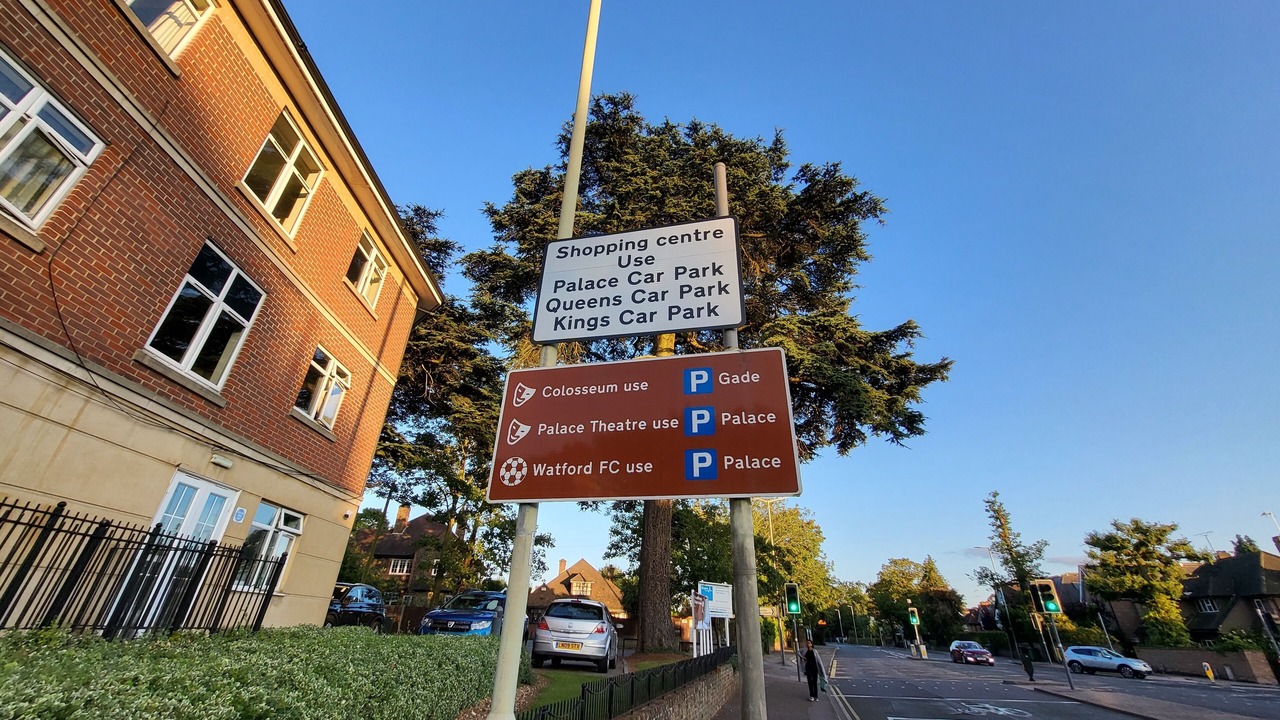 Shopping centre
Use
Palace Car Park
Queens Car Park
Kings Car Park
Colosseum use P Gade
Palace Theatre use P Palace
Watford FC use P Palace